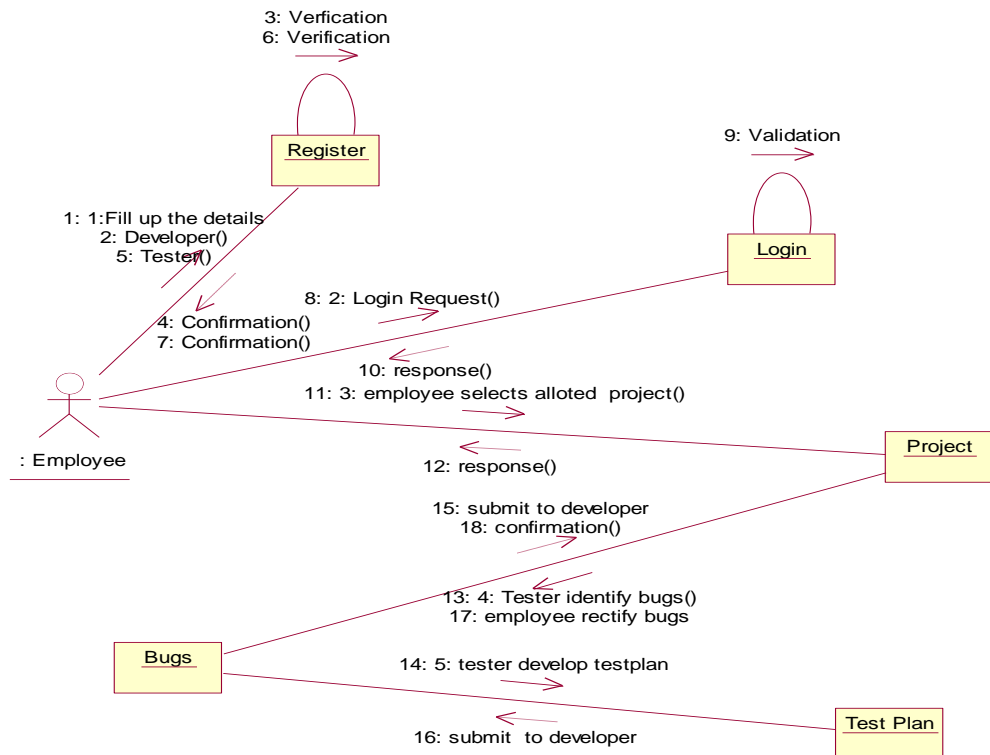 3: Verfication
6: Verification
Register
9: Validation
1: 1:Fill up the details
2: Developer()
5: Tester()
Login
8: 2: Login Request()
4: Confirmation()
7: Confirmation()
10: response()
11: 3: employee selects alloted project()
: Employee
12: response()
Project
15: submit to developer
18: confirmation()
13: 4: Tester identify bugs()
17: employee rectify bugs
Bugs
14: 5: tester develop testplan
Test Plan
16: submit to developer